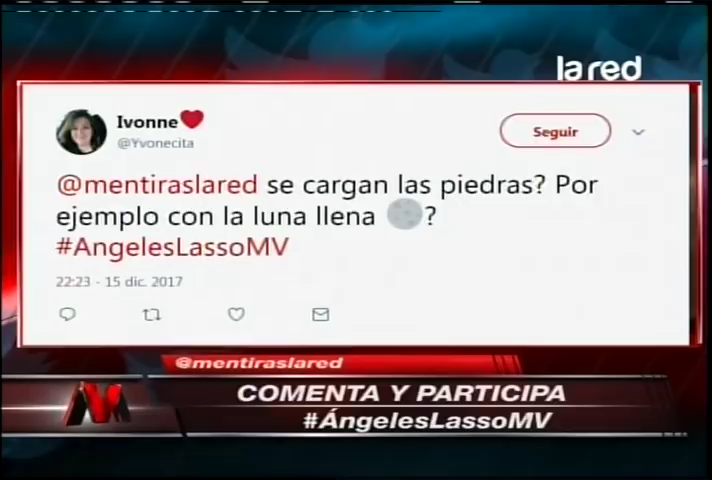 la red
Ivonne
@Yvonecita
Seguir
@mentiraslared se cargan las piedras? Por
ejemplo con la luna llena ?
#AngelesLassoMV
22:23 - 15 dic. 2017
@mentiraslared
COMENTA Y PARTICIPA
#ÁngelesLassoMV